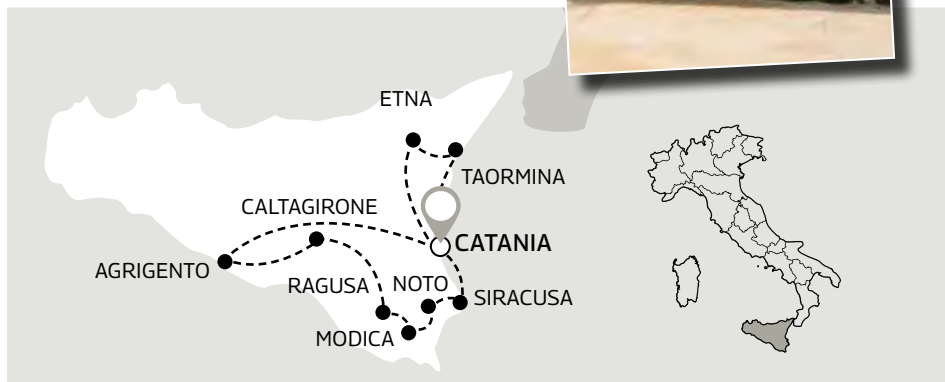 ETNA
TAORMINA
CALTAGIRONE
CATANIA
AGRIGENTO
RAGUSA
NOTO
SIRACUSA
MODICA